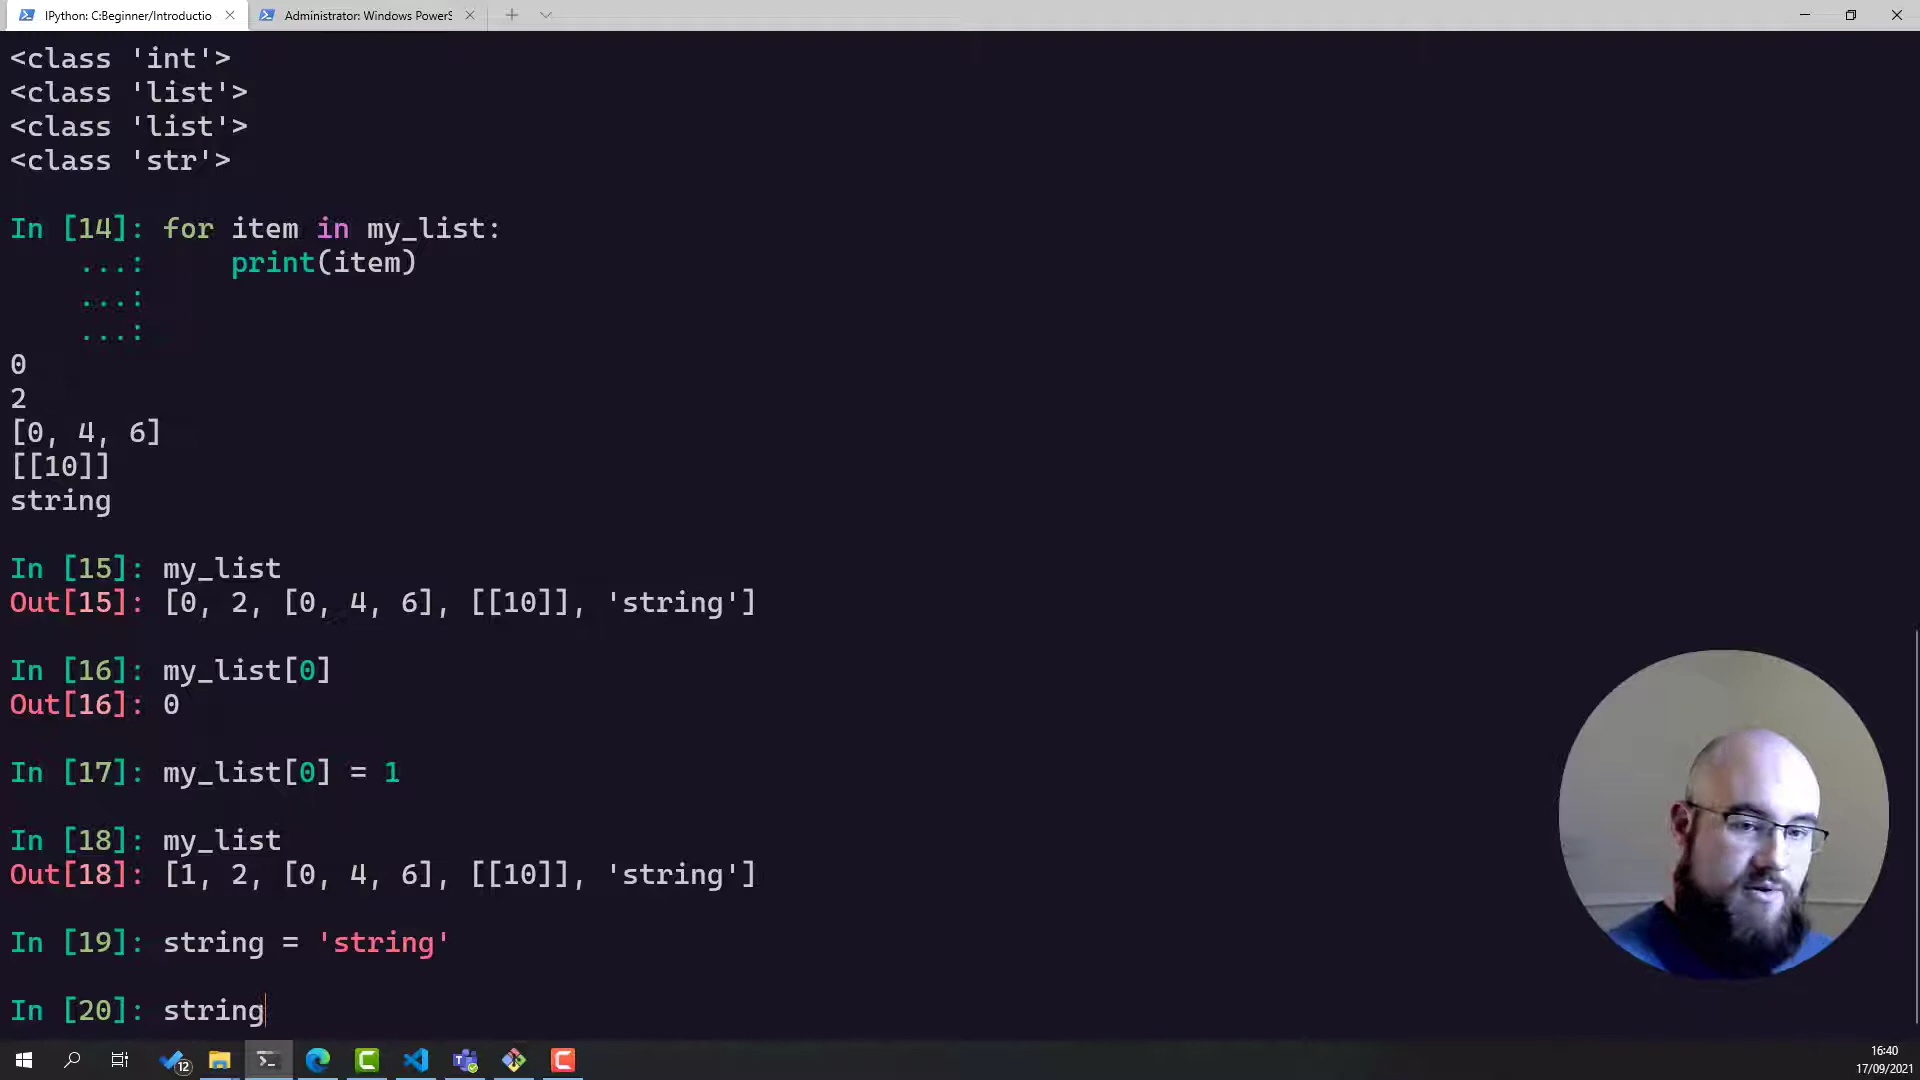 IPython: C:Beginner/Introductio
Administrator: Windows PowerS
<class 'int'>
<class 'list'>
<class 'list'>
<class 'str'>
In [14]: for item in my_list:
...:     print(item)
...:
...:
0
2
[0, 4, 6]
[[10]]
string
In [15]: my_list
Out[15]: [0, 2, [0, 4, 6], [[10]], 'string']
In [16]: my_list[0]
Out[16]: 0
In [17]: my_list[0] = 1
In [18]: my_list
Out[18]: [1, 2, [0, 4, 6], [[10]], 'string']
In [19]: string = 'string'
In [20]: string
12
16:40
17/09/2021